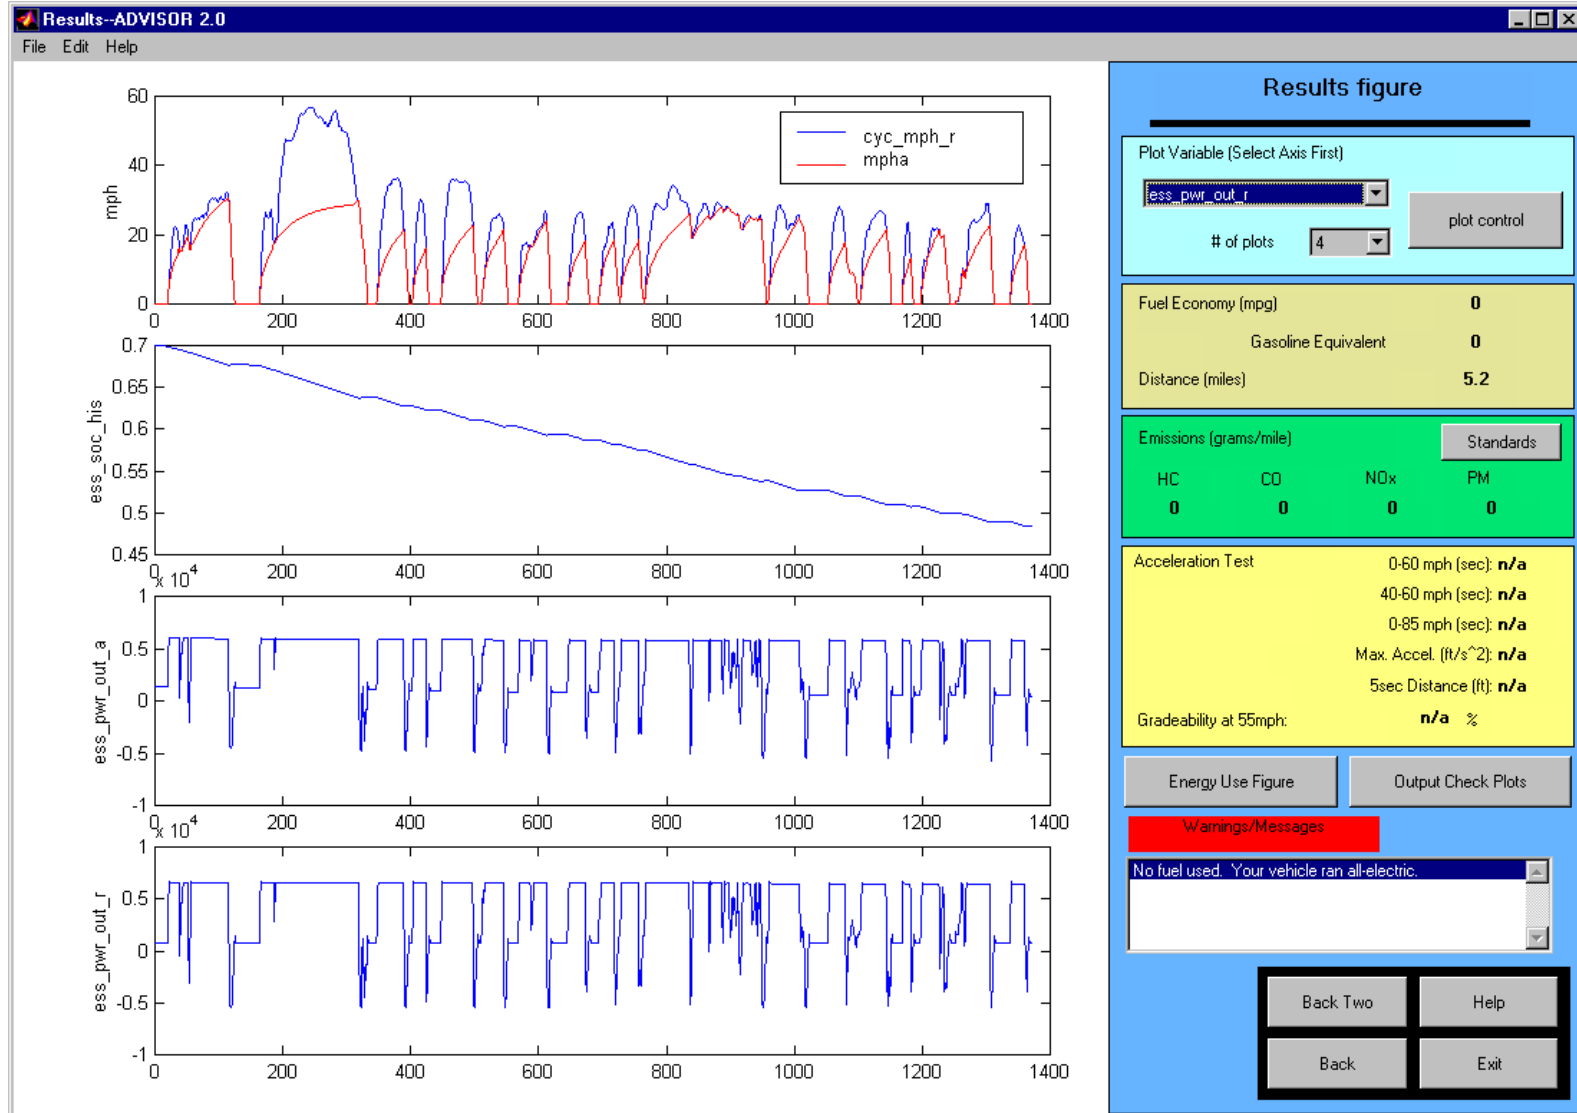 Results--ADVISOR 2.0
File Edit Help
60
40
20
0
mph
cyc_mph_r
mpha
0 200 400 600 800 1000 1200 1400
0.7
0.65
0.6
0.55
0.5
0.45
ess_soc_his
0 200 400 600 800 1000 1200 1400
x 10^4
1
0.5
0
-0.5
-1
ess_pwr_out_a
0 200 400 600 800 1000 1200 1400
x 10^4
1
0.5
0
-0.5
-1
ess_pwr_out_r
0 200 400 600 800 1000 1200 1400
Results figure
Plot Variable (Select Axis First)
ess_pwr_out_r
plot control
# of plots 4
Fuel Economy (mpg) 0
Gasoline Equivalent 0
Distance (miles) 5.2
Emissions (grams/mile) Standards
HC CO NOx PM
0 0 0 0
Acceleration Test 0-60 mph (sec): n/a
40-60 mph (sec): n/a
0-85 mph (sec): n/a
Max. Accel. (ft/s^2): n/a
5sec Distance (ft): n/a
Gradeability at 55mph: n/a %
Energy Use Figure Output Check Plots
Warnings/Messages
No fuel used. Your vehicle ran all-electric.
Back Two Help
Back Exit